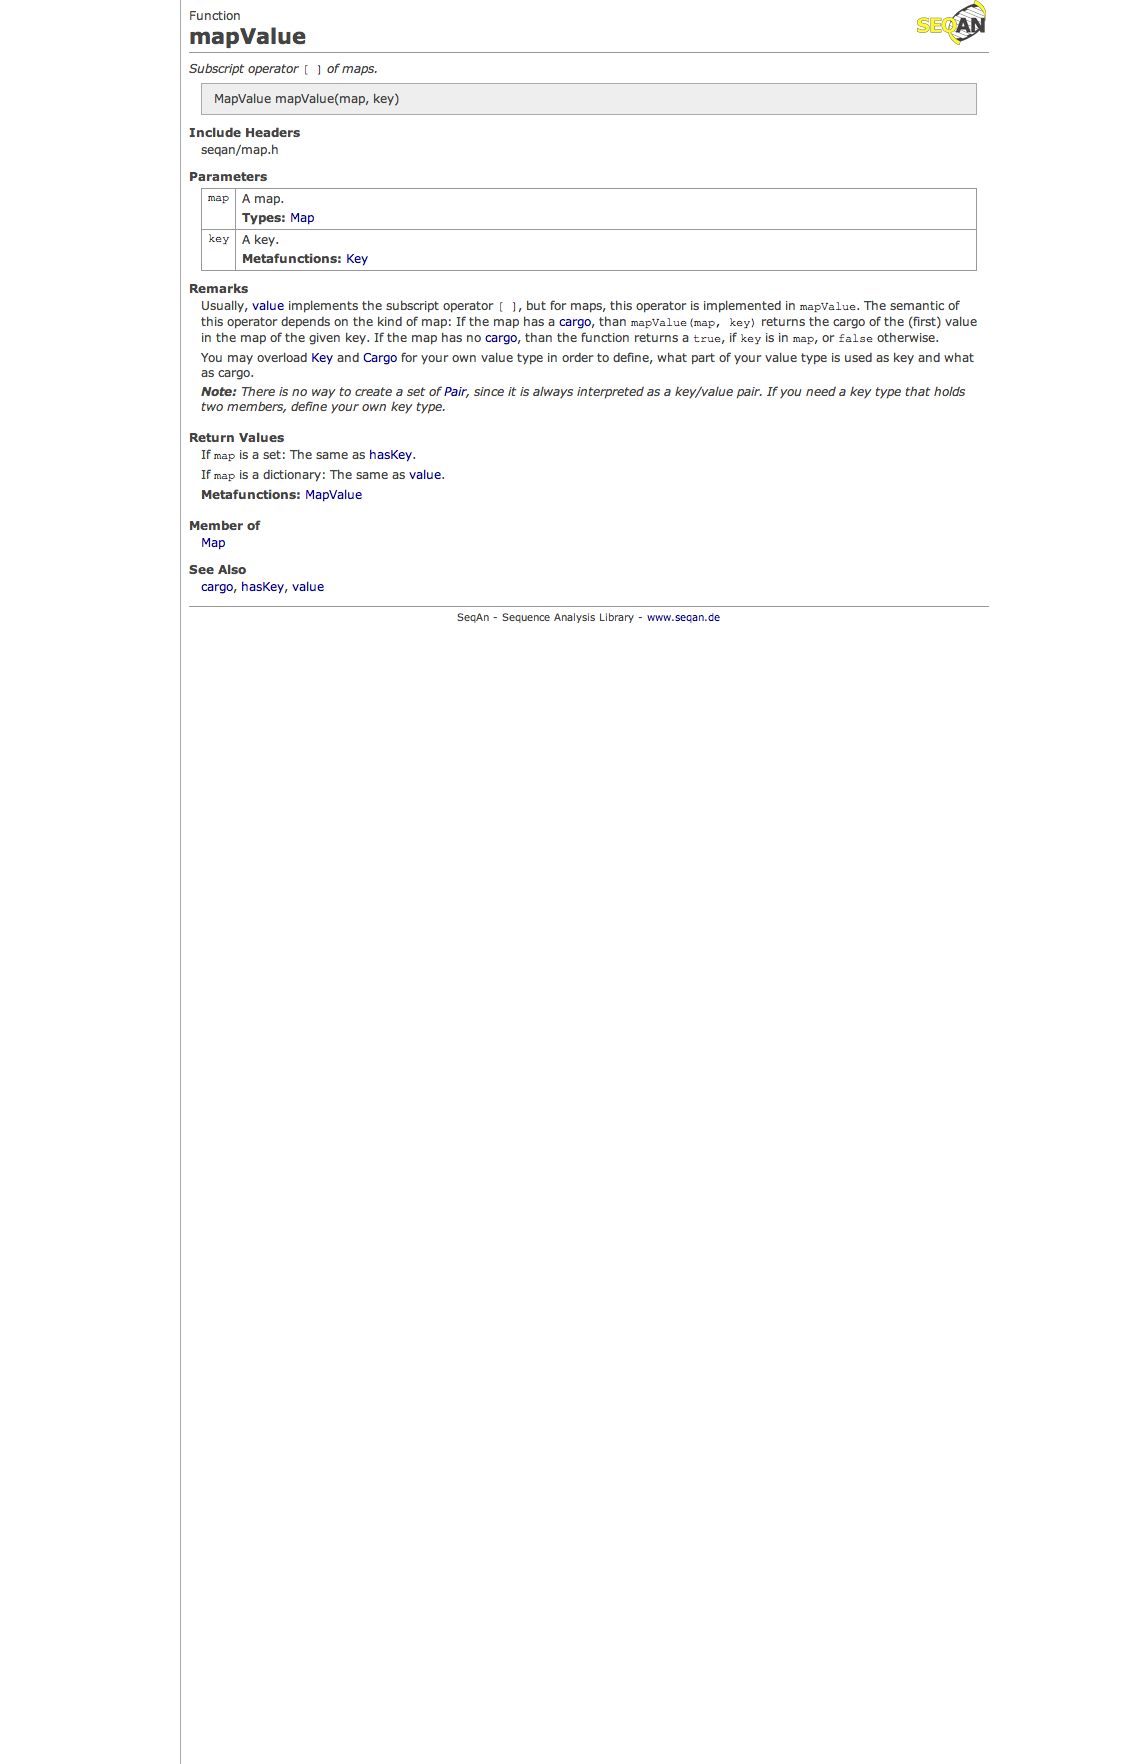 Function
SEQAN
mapValue
Subscript operator [ ] of maps.
MapValue mapValue(map, key)
Include Headers
seqan/map.h
Parameters
map A map.
Types: Map
key A key.
Metafunctions: Key
Remarks
Usually, value implements the subscript operator [ ], but for maps, this operator is implemented in mapValue. The semantic of
this operator depends on the kind of map: If the map has a cargo, than mapValue(map, key) returns the cargo of the (first) value
in the map of the given key. If the map has no cargo, than the function returns a true, if key is in map, or false otherwise.
You may overload Key and Cargo for your own value type in order to define, what part of your value type is used as key and what
as cargo.
Note: There is no way to create a set of Pair, since it is always interpreted as a key/value pair. If you need a key type that holds
two members, define your own key type.
Return Values
If map is a set: The same as hasKey.
If map is a dictionary: The same as value.
Metafunctions: MapValue
Member of
Map
See Also
cargo, hasKey, value
SeqAn - Sequence Analysis Library - www.seqan.de